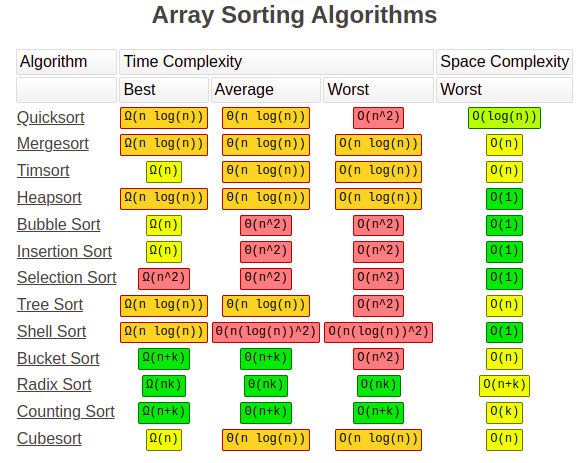 Array Sorting Algorithms
Algorithm Time Complexity Space Complexity
Best Average Worst Worst
Quicksort Ω(n log(n)) Θ(n log(n)) O(n^2) O(log(n))
Mergesort Ω(n log(n)) Θ(n log(n)) O(n log(n)) O(n)
Timsort Ω(n) Θ(n log(n)) O(n log(n)) O(n)
Heapsort Ω(n log(n)) Θ(n log(n)) O(n log(n)) O(1)
Bubble Sort Ω(n) Θ(n^2) O(n^2) O(1)
Insertion Sort Ω(n) Θ(n^2) O(n^2) O(1)
Selection Sort Ω(n^2) Θ(n^2) O(n^2) O(1)
Tree Sort Ω(n log(n)) Θ(n log(n)) O(n^2) O(n)
Shell Sort Ω(n log(n)) Θ(n(log(n))^2) O(n(log(n))^2) O(1)
Bucket Sort Ω(n+k) Θ(n+k) O(n^2) O(n)
Radix Sort Ω(nk) Θ(nk) O(nk) O(n+k)
Counting Sort Ω(n+k) Θ(n+k) O(n+k) O(k)
Cubesort Ω(n) Θ(n log(n)) O(n log(n)) O(n)